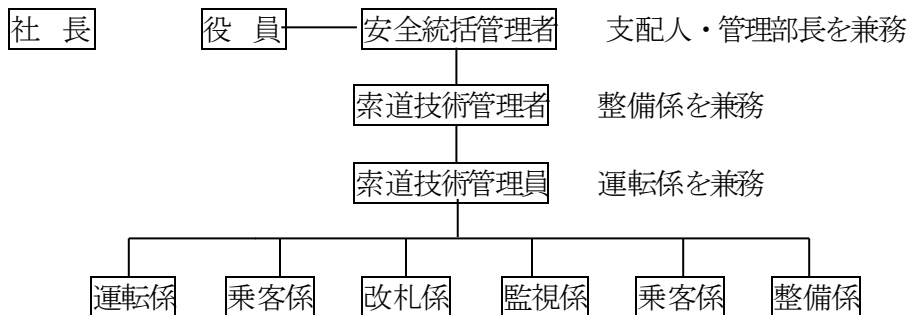 社 長 役 員 安全統括管理者 支配人・管理部長を兼務
索道技術管理者 整備係を兼務
索道技術管理員 運転係を兼務
運転係 乗客係 改札係 監視係 乗客係 整備係